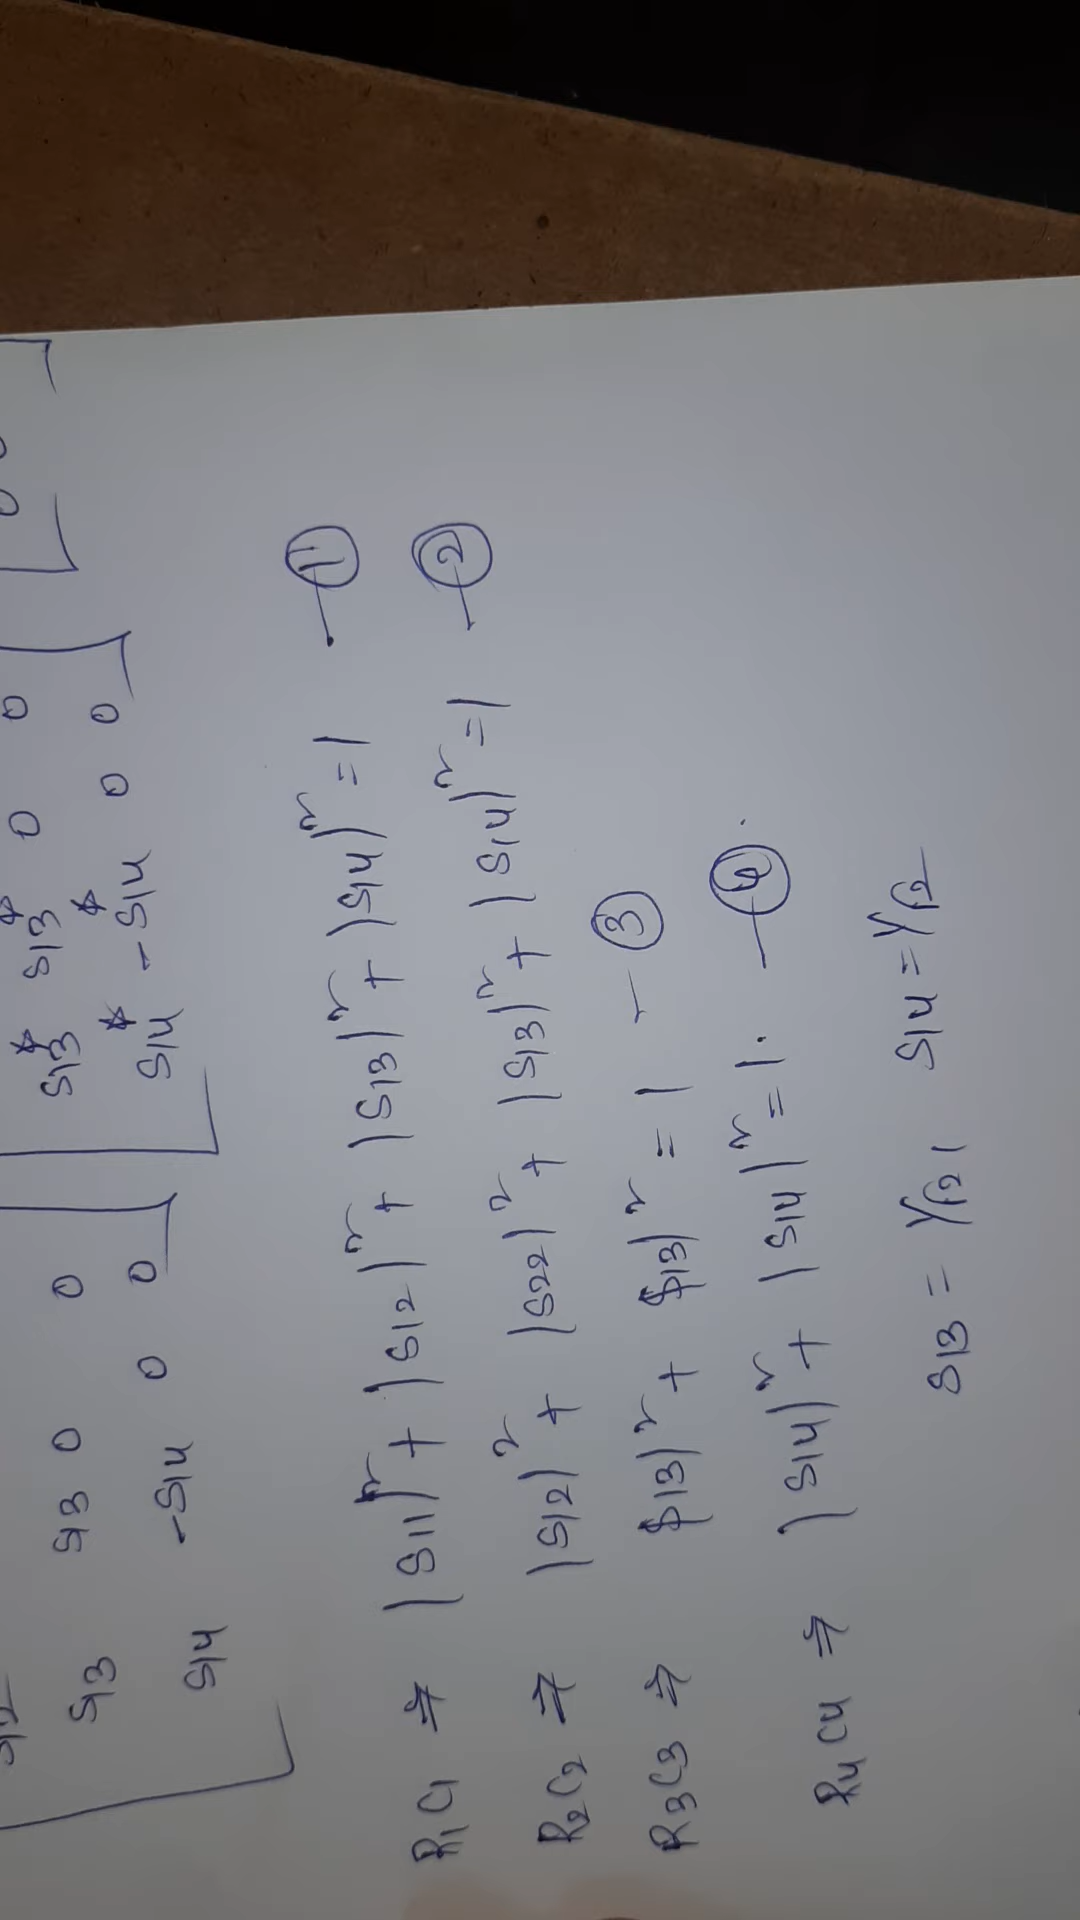 S13 S13 0 0 S13* S13* 0 0
S14 -S14 0 0 S14* -S14* 0 0
R1C1 ⇒ |S11|² + |S12|² + |S13|² + |S14|² = 1 — ①
R2C2 ⇒ |S12|² + |S22|² + |S13|² + |S14|² = 1 — ②
R3C3 ⇒ |S13|² + |S13|² = 1 — ③
R4C4 ⇒ |S14|² + |S14|² = 1. — ④.
S13 = 1/√2, S14 = 1/√2